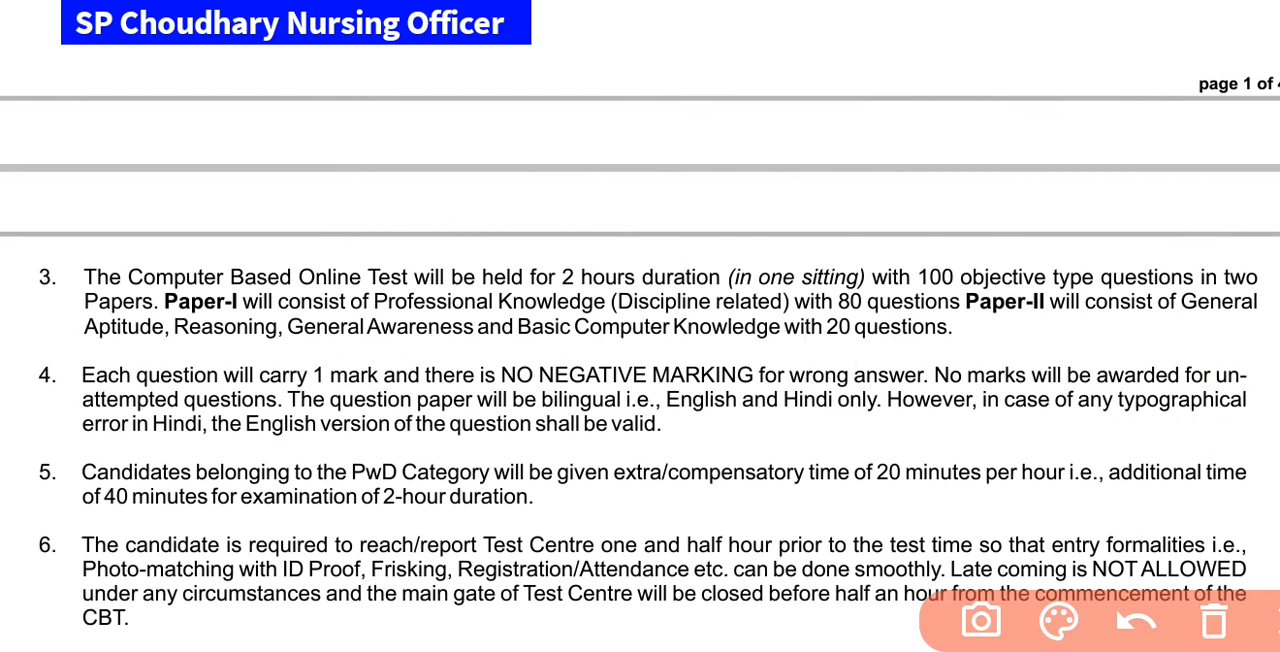 SP Choudhary Nursing Officer
page 1 of
3. The Computer Based Online Test will be held for 2 hours duration (in one sitting) with 100 objective type questions in two
Papers. Paper-I will consist of Professional Knowledge (Discipline related) with 80 questions Paper-II will consist of General
Aptitude, Reasoning, General Awareness and Basic Computer Knowledge with 20 questions.
4. Each question will carry 1 mark and there is NO NEGATIVE MARKING for wrong answer. No marks will be awarded for un-
attempted questions. The question paper will be bilingual i.e., English and Hindi only. However, in case of any typographical
error in Hindi, the English version of the question shall be valid.
5. Candidates belonging to the PwD Category will be given extra/compensatory time of 20 minutes per hour i.e., additional time
of 40 minutes for examination of 2-hour duration.
6. The candidate is required to reach/report Test Centre one and half hour prior to the test time so that entry formalities i.e.,
Photo-matching with ID Proof, Frisking, Registration/Attendance etc. can be done smoothly. Late coming is NOT ALLOWED
under any circumstances and the main gate of Test Centre will be closed before half an hour from the commencement of the
CBT.